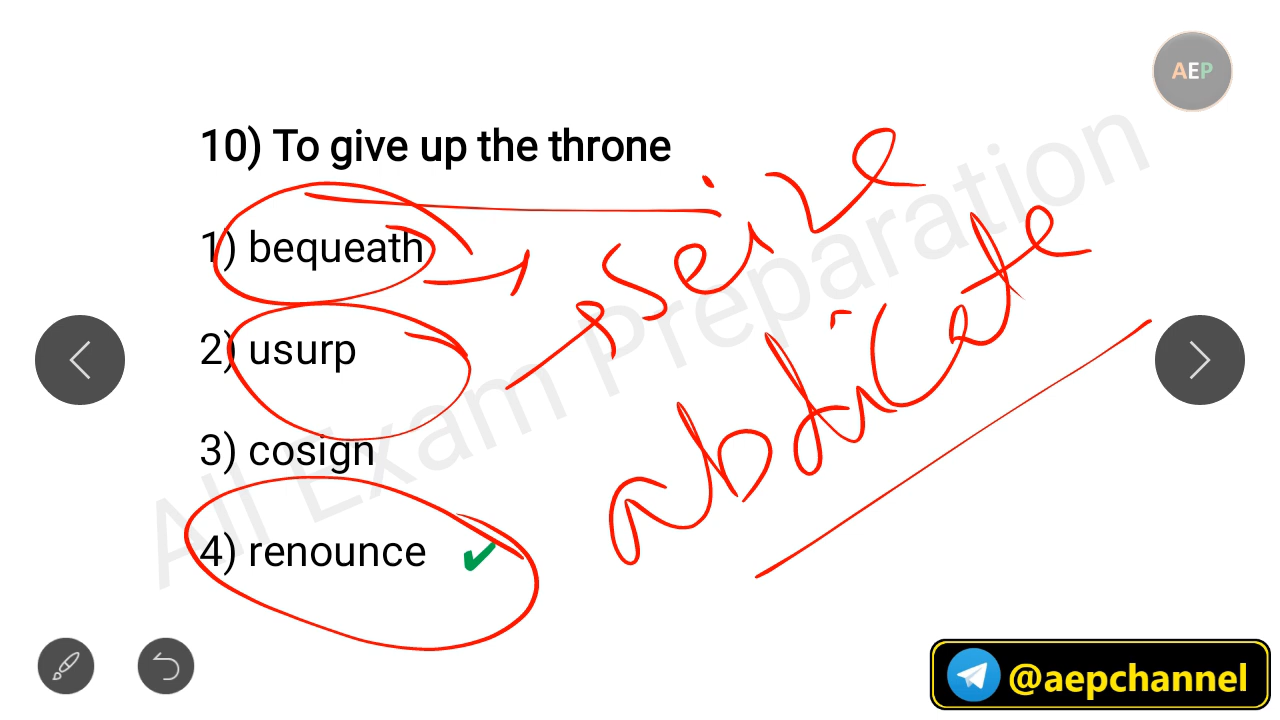 AEP
10) To give up the throne
1) bequeath
2) usurp
3) cosign
4) renounce ✔
seize
abdicate
All Exam Preparation
@aepchannel